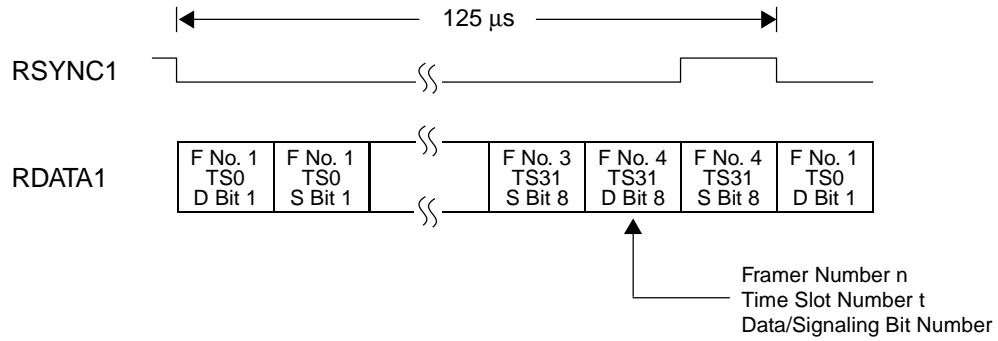 125 μs
RSYNC1
RDATA1
F No. 1
TS0
D Bit 1
F No. 1
TS0
S Bit 1
F No. 3
TS31
S Bit 8
F No. 4
TS31
D Bit 8
F No. 4
TS31
S Bit 8
F No. 1
TS0
D Bit 1
Framer Number n
Time Slot Number t
Data/Signaling Bit Number